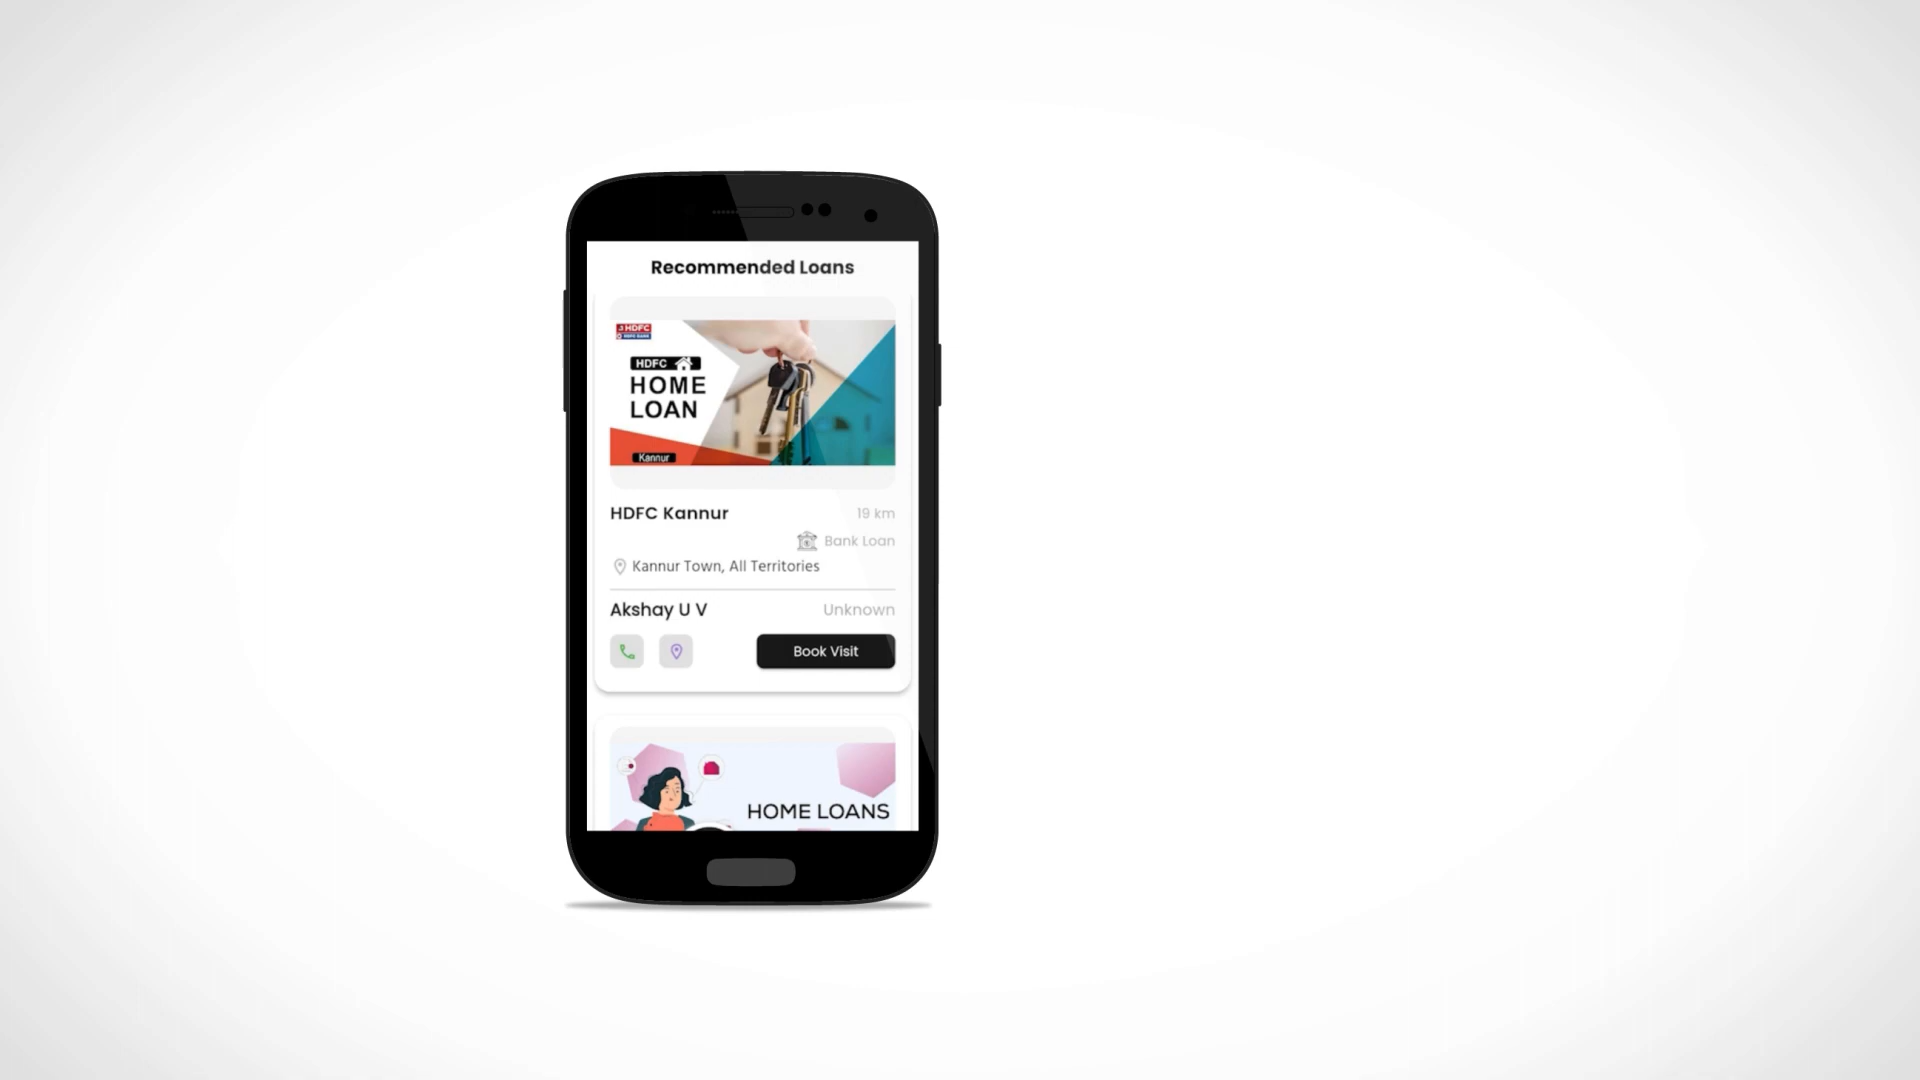 Recommended Loans
HDFC
HDFC
HOME
LOAN
Kannur
HDFC Kannur
19 km
Bank Loan
Kannur Town, All Territories
Akshay U V
Unknown
Book Visit
HOME LOANS